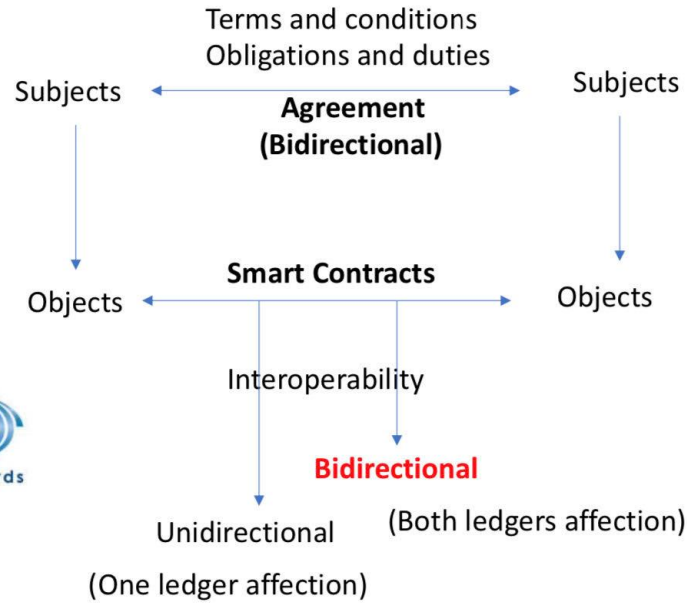 Terms and conditions
Obligations and duties
Subjects
Subjects
Agreement
(Bidirectional)
Smart Contracts
Objects
Objects
Interoperability
Bidirectional
(Both ledgers affection)
Unidirectional
(One ledger affection)